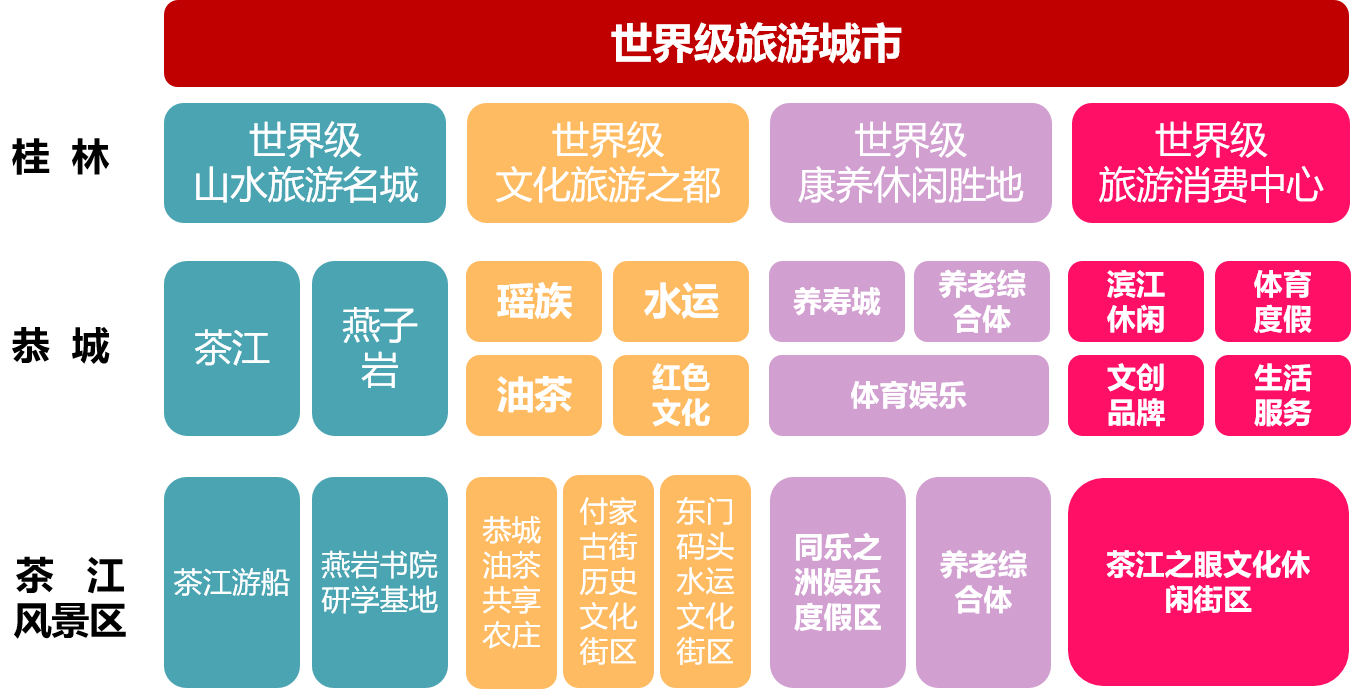 世界级旅游城市
桂 林
世界级
山水旅游名城
世界级
文化旅游之都
世界级
康养休闲胜地
世界级
旅游消费中心
恭 城
茶江
燕子
岩
瑶族
水运
油茶
红色
文化
养寿城
养老综
合体
体育娱乐
滨江
休闲
体育
度假
文创
品牌
生活
服务
茶 江
风景区
茶江游船
燕岩书院
研学基地
恭城
油茶
共享
农庄
付家
古街
历史
文化
街区
东门
码头
水运
文化
街区
同乐之
洲娱乐
度假区
养老综
合体
茶江之眼文化休
闲街区